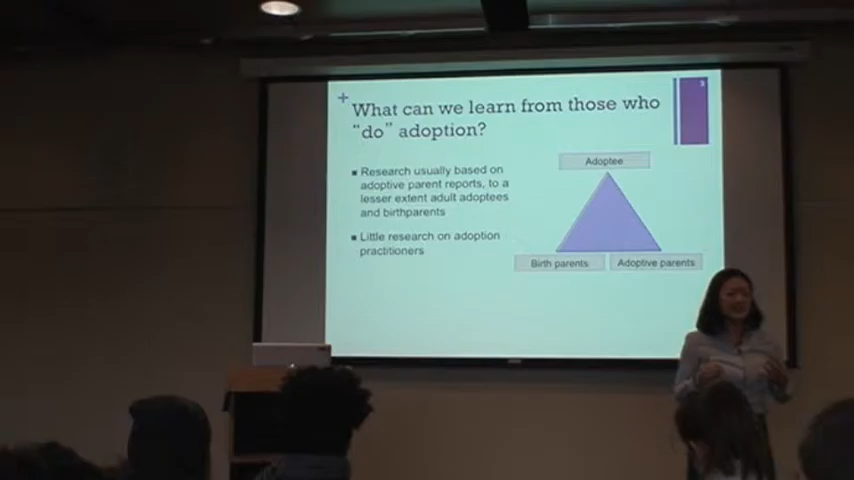 3
+
What can we learn from those who
"do" adoption?
■ Research usually based on
adoptive parent reports, to a
lesser extent adult adoptees
and birthparents
■ Little research on adoption
practitioners
Adoptee
Birth parents
Adoptive parents